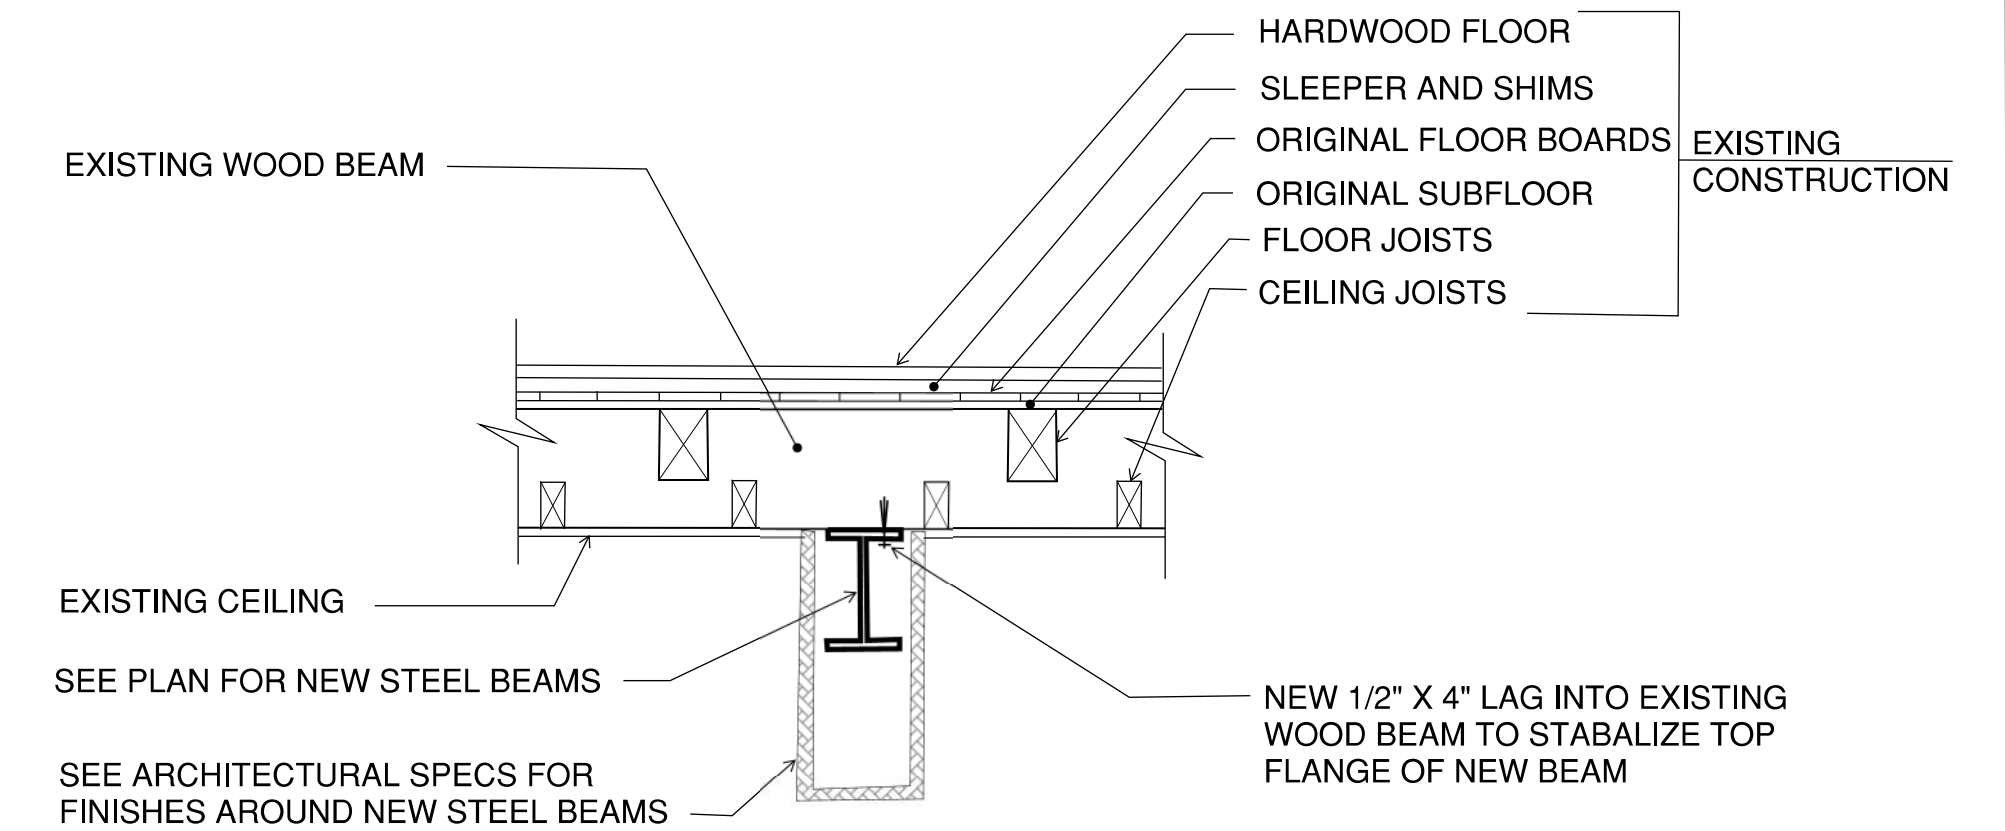 HARDWOOD FLOOR
SLEEPER AND SHIMS
ORIGINAL FLOOR BOARDS
ORIGINAL SUBFLOOR
FLOOR JOISTS
CEILING JOISTS
EXISTING
CONSTRUCTION
EXISTING WOOD BEAM
EXISTING CEILING
SEE PLAN FOR NEW STEEL BEAMS
SEE ARCHITECTURAL SPECS FOR
FINISHES AROUND NEW STEEL BEAMS
NEW 1/2" X 4" LAG INTO EXISTING
WOOD BEAM TO STABALIZE TOP
FLANGE OF NEW BEAM